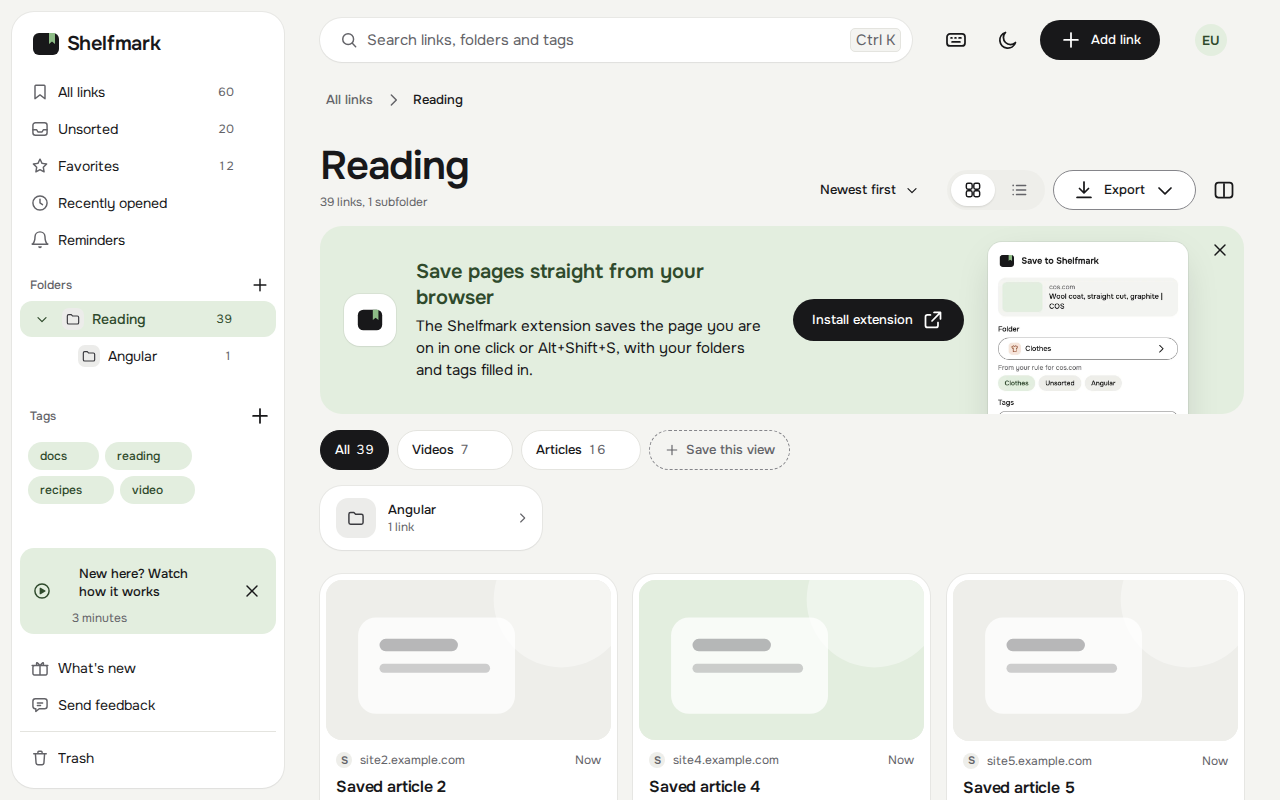 Shelfmark
All links 60
Unsorted 20
Favorites 12
Recently opened
Reminders
Folders
Reading 39
Angular 1
Tags
docs reading
recipes video
New here? Watch
how it works
3 minutes
What's new
Send feedback
Trash
Search links, folders and tags Ctrl K
Add link
EU
All links Reading
Reading
39 links, 1 subfolder
Newest first
Export
Save pages straight from your
browser
The Shelfmark extension saves the page you are
on in one click or Alt+Shift+S, with your folders
and tags filled in.
Install extension
Save to Shelfmark
cos.com
Wool coat, straight cut, graphite |
COS
Folder
Clothes
From your rule for cos.com
Clothes Unsorted Angular
Tags
All 39 Videos 7 Articles 16 Save this view
Angular
1 link
S site2.example.com Now
Saved article 2
S site4.example.com Now
Saved article 4
S site5.example.com Now
Saved article 5